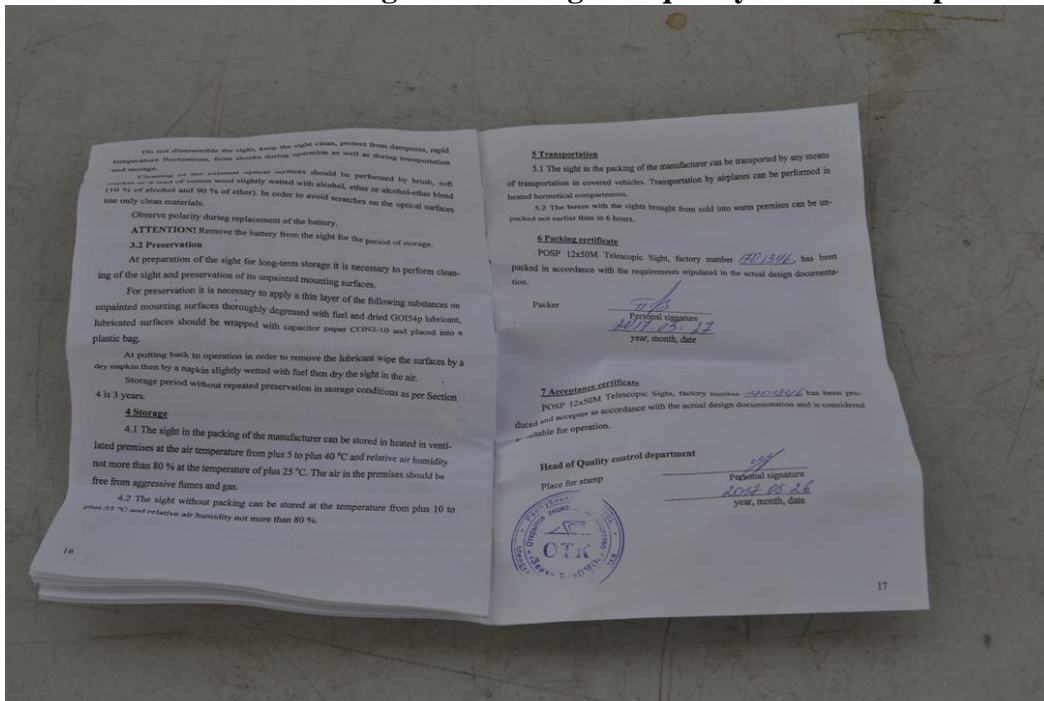 Do not disassemble the sight, keep the sight clean, protect from dampness, rapid
temperature fluctuations, from shocks during operation as well as during transportation
and storage.
Cleaning of the external optical surfaces should be performed by brush, soft
napkin or a wad of cotton wool slightly wetted with alcohol, ether or alcohol-ether blend
(10 % of alcohol and 90 % of ether). In order to avoid scratches on the optical surfaces
use only clean materials.
Observe polarity during replacement of the battery.
ATTENTION! Remove the battery from the sight for the period of storage.
3.2 Preservation
At preparation of the sight for long-term storage it is necessary to perform clean-
ing of the sight and preservation of its unpainted mounting surfaces.
For preservation it is necessary to apply a thin layer of the following substances on
unpainted mounting surfaces thoroughly degreased with fuel and dried GOI54p lubricant,
lubricated surfaces should be wrapped with capacitor paper CON2-10 and placed into a
plastic bag.
At putting back to operation in order to remove the lubricant wipe the surfaces by a
dry napkin then by a napkin slightly wetted with fuel then dry the sight in the air.
Storage period without repeated preservation in storage conditions as per Section
4 is 3 years.
4 Storage
4.1 The sight in the packing of the manufacturer can be stored in heated in venti-
lated premises at the air temperature from plus 5 to plus 40 °C and relative air humidity
not more than 80 % at the temperature of plus 25 °C. The air in the premises should be
free from aggressive fumes and gas.
4.2 The sight without packing can be stored at the temperature from plus 10 to
plus 35 °C and relative air humidity not more than 80 %.
16
5 Transportation
5.1 The sight in the packing of the manufacturer can be transported by any means
of transportation in covered vehicles. Transportation by airplanes can be performed in
heated hermetical compartments.
5.2 The boxes with the sights brought from cold into warm premises can be un-
packed not earlier than in 6 hours.
6 Packing certificate
POSP 12x50M Telescopic Sight, factory number 1701346, has been
packed in accordance with the requirements stipulated in the actual design documenta-
tion.
Packer
Personal signature
2017. 05. 27
year, month, date
7 Acceptance certificate
POSP 12x50M Telescopic Sight, factory number 1701346 has been pro-
duced and accepter in accordance with the actual design documentation and is considered
suitable for operation.
Head of Quality control department
Place for stamp
Personal signature
2017 05 26
year, month, date
ОТК
17